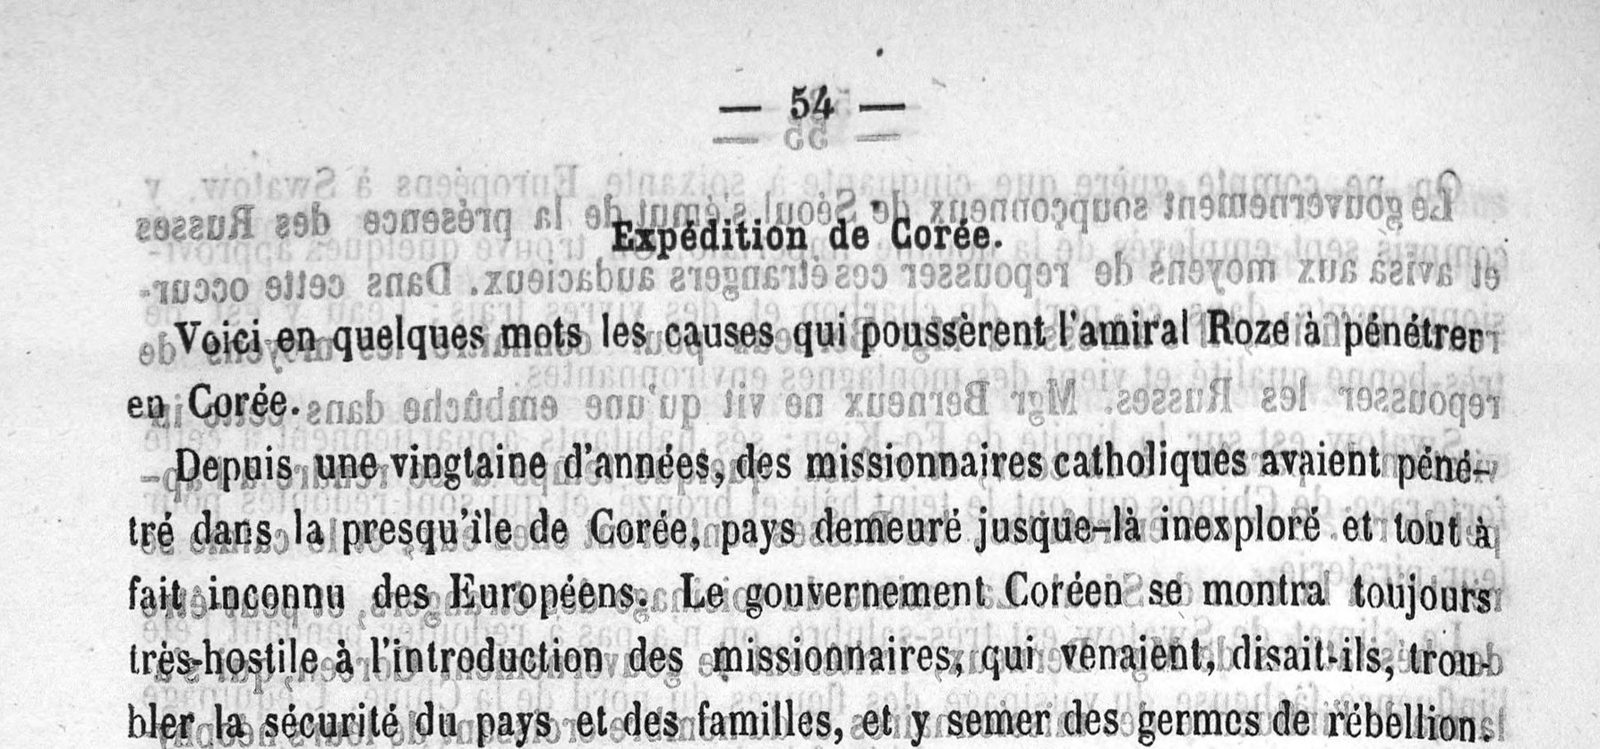 — 54 —
Expédition de Corée.
Voici en quelques mots les causes qui poussèrent l'amiral Roze à pénétrer
en Corée.
Depuis une vingtaine d'années, des missionnaires catholiques avaient péné-
tré dans la presqu'île de Corée, pays demeuré jusque-là inexploré et tout à
fait inconnu des Européens. Le gouvernement Coréen se montra toujours
très-hostile à l'introduction des missionnaires, qui venaient, disait-ils, trou-
bler la sécurité du pays et des familles, et y semer des germes de rébellion.